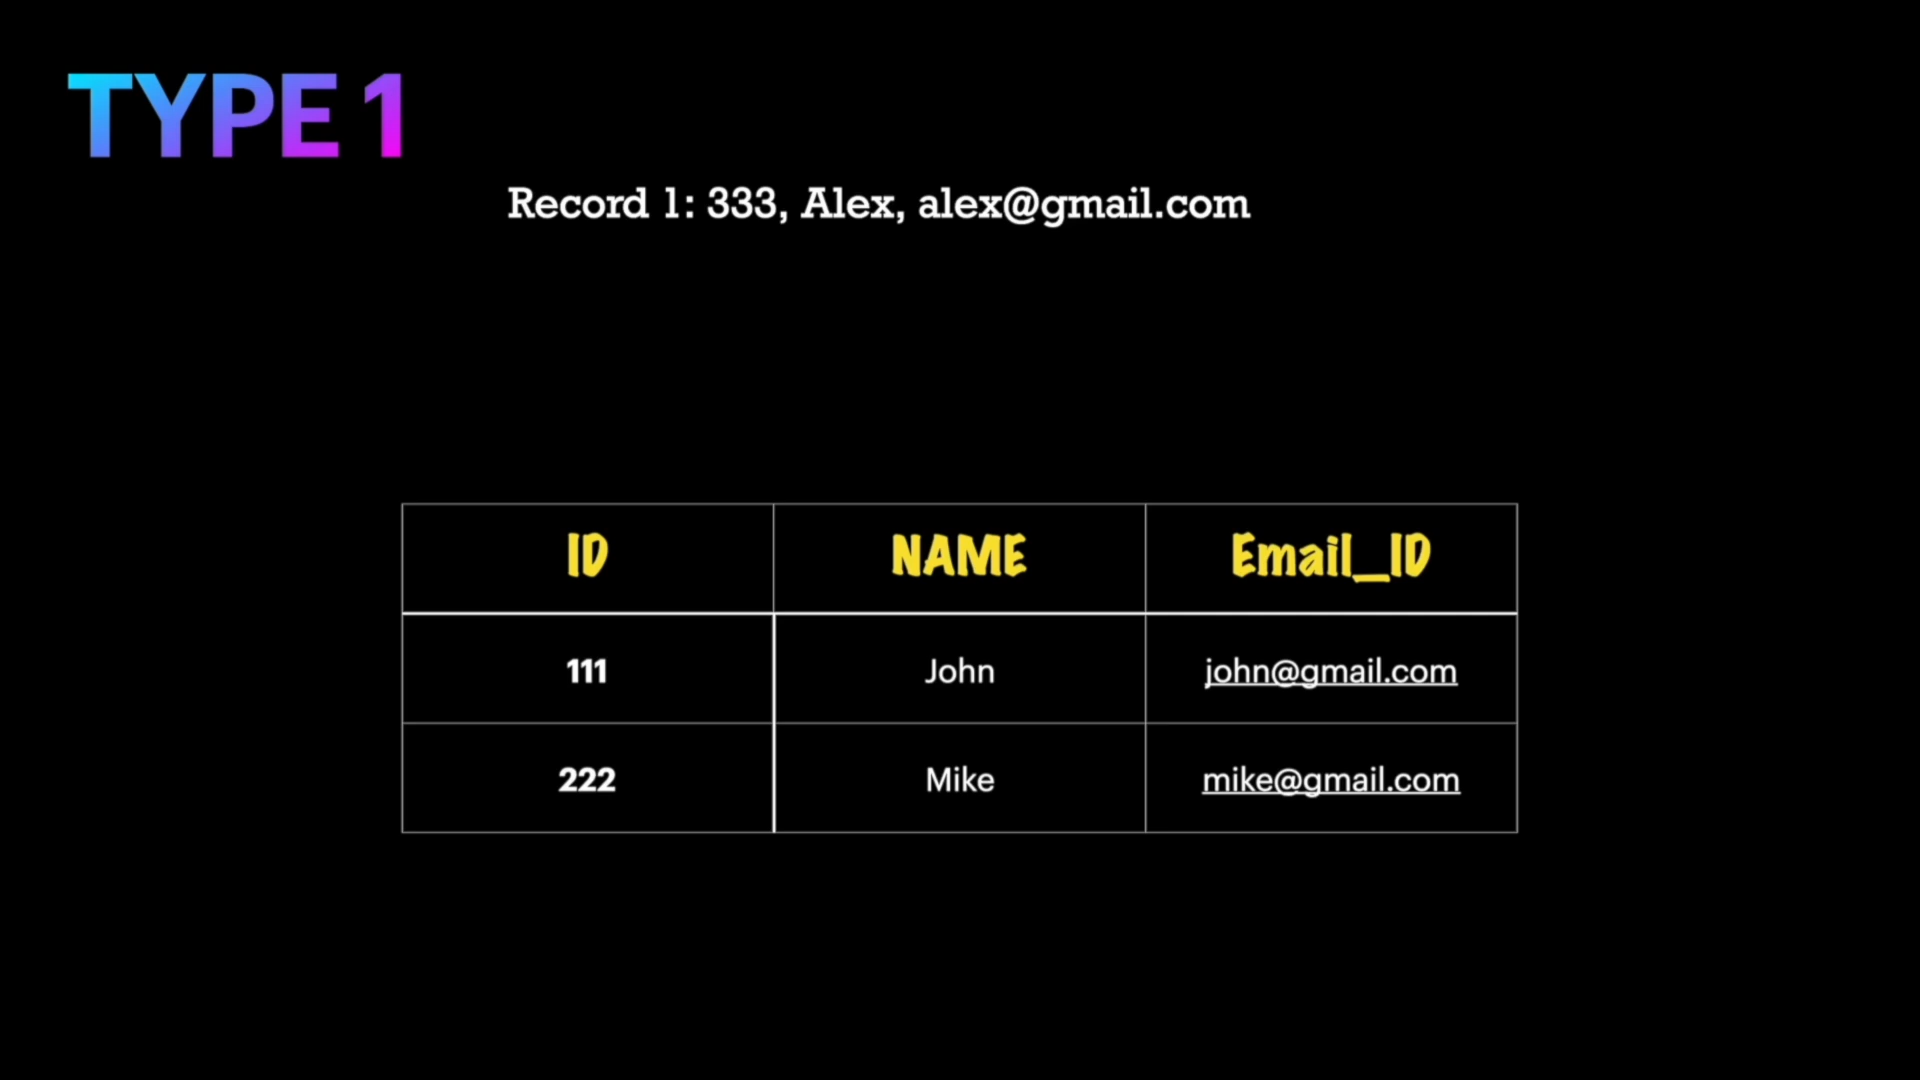 TYPE 1
Record 1: 333, Alex, alex@gmail.com
ID NAME Email_ID
111 John john@gmail.com
222 Mike mike@gmail.com